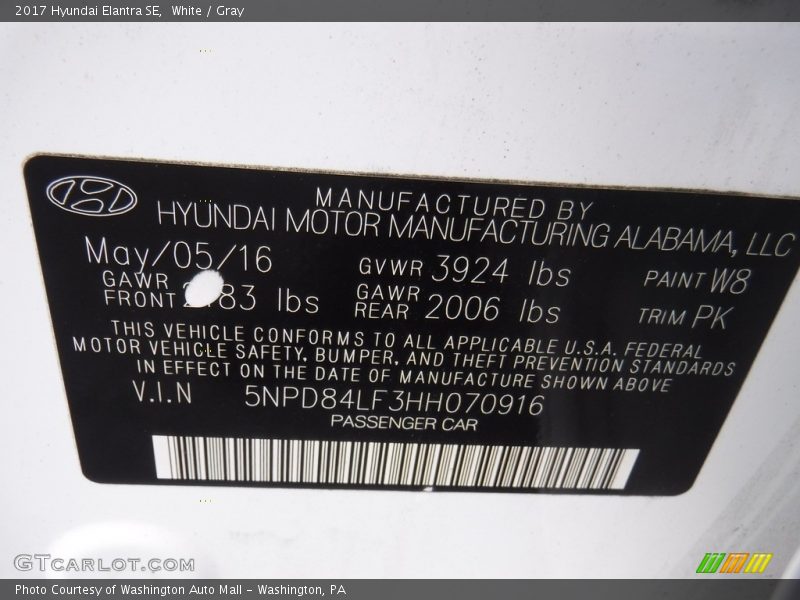 2017 Hyundai Elantra SE, White / Gray
MANUFACTURED BY
HYUNDAI MOTOR MANUFACTURING ALABAMA, LLC
May/05/16 GVWR 3924 lbs PAINT W8
GAWR FRONT 83 lbs GAWR REAR 2006 lbs TRIM PK
THIS VEHICLE CONFORMS TO ALL APPLICABLE U.S.A. FEDERAL
MOTOR VEHICLE SAFETY, BUMPER, AND THEFT PREVENTION STANDARDS
IN EFFECT ON THE DATE OF MANUFACTURE SHOWN ABOVE
V.I.N 5NPD84LF3HH070916
PASSENGER CAR
GTCARLOT.COM
Photo Courtesy of Washington Auto Mall - Washington, PA